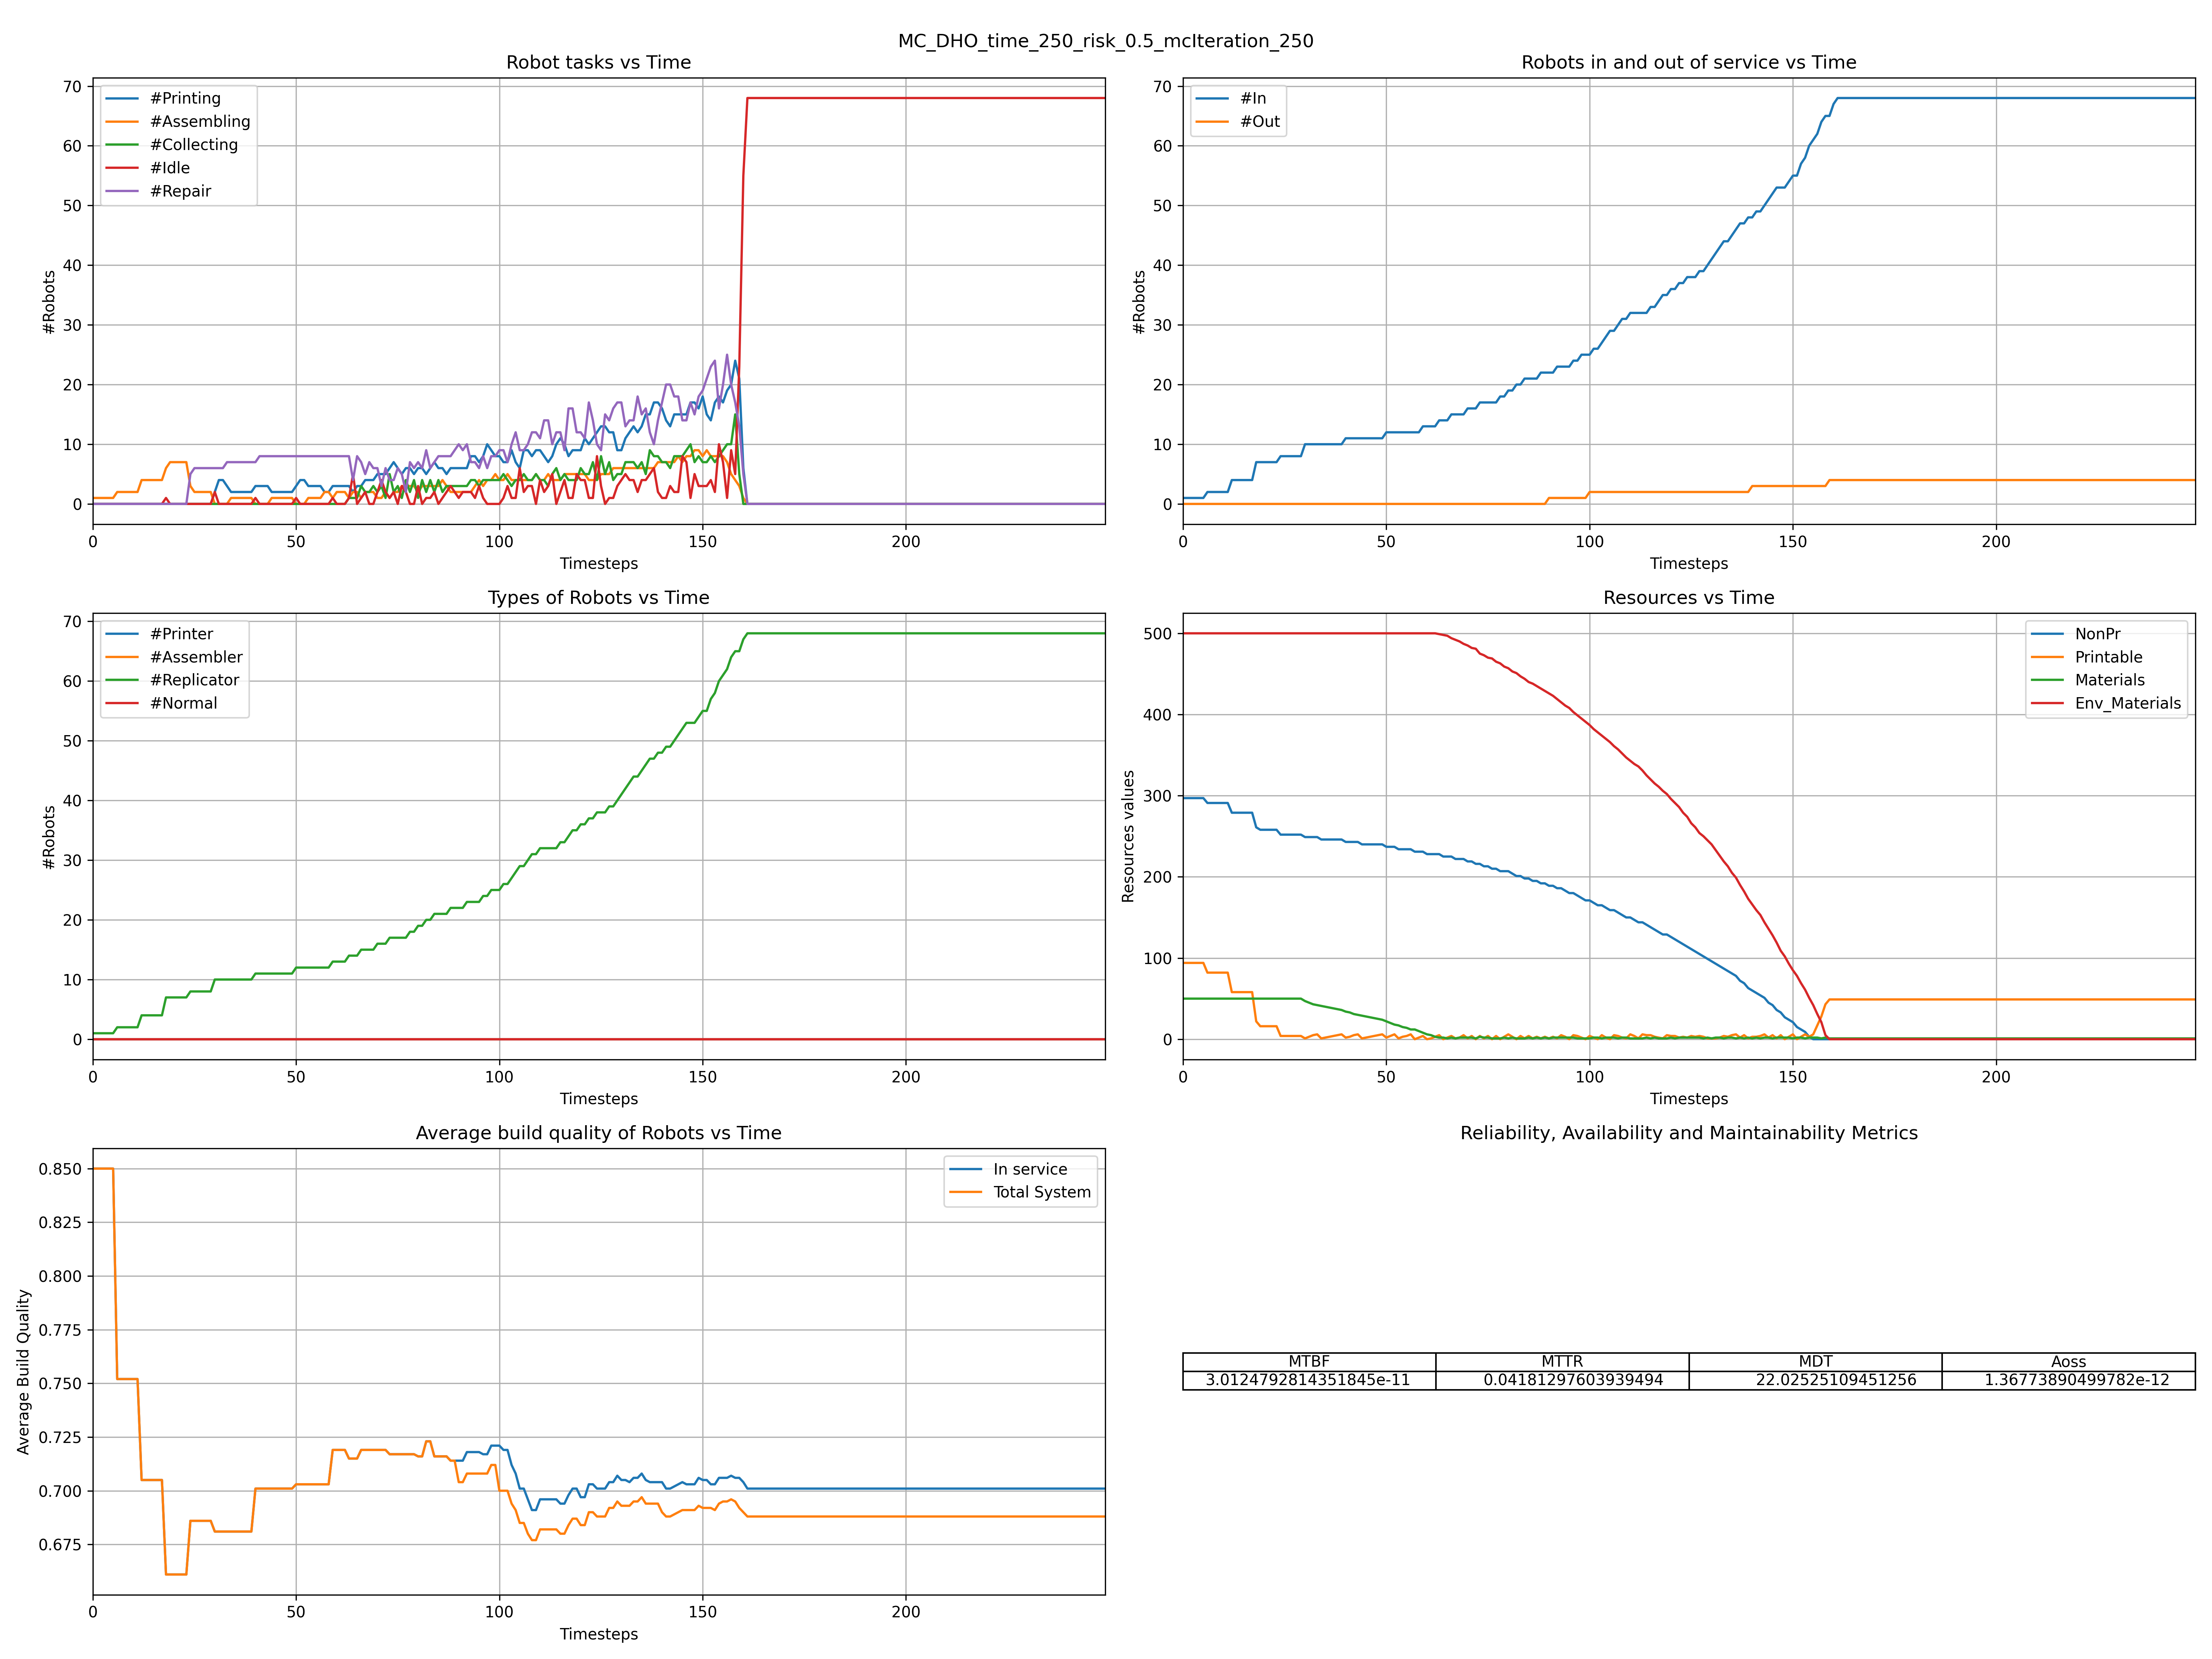 MC_DHO_time_250_risk_0.5_mcIteration_250
Robot tasks vs Time
70
60
50
40
30
20
10
0
#Robots
#Printing
#Assembling
#Collecting
#Idle
#Repair
0 50 100 150 200
Timesteps
Robots in and out of service vs Time
70
60
50
40
30
20
10
0
#Robots
#In
#Out
0 50 100 150 200
Timesteps
Types of Robots vs Time
70
60
50
40
30
20
10
0
#Robots
#Printer
#Assembler
#Replicator
#Normal
0 50 100 150 200
Timesteps
Resources vs Time
500
400
300
200
100
0
Resources values
NonPr
Printable
Materials
Env_Materials
0 50 100 150 200
Timesteps
Average build quality of Robots vs Time
0.850
0.825
0.800
0.775
0.750
0.725
0.700
0.675
Average Build Quality
In service
Total System
0 50 100 150 200
Timesteps
Reliability, Availability and Maintainability Metrics
MTBF MTTR MDT Aoss
3.0124792814351845e-11 0.04181297603939494 22.02525109451256 1.36773890499782e-12